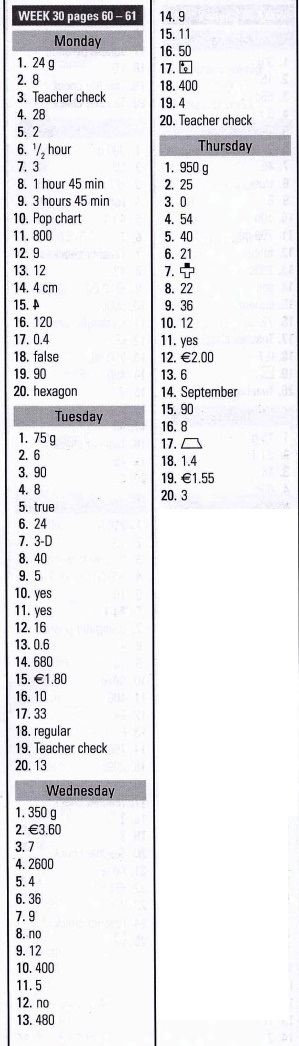 WEEK 30 pages 60 – 61
Monday
1. 24 g
2. 8
3. Teacher check
4. 28
5. 2
6. 1/2 hour
7. 3
8. 1 hour 45 min
9. 3 hours 45 min
10. Pop chart
11. 800
12. 9
13. 12
14. 4 cm
15.
16. 120
17. 0.4
18. false
19. 90
20. hexagon
Tuesday
1. 75 g
2. 6
3. 90
4. 8
5. true
6. 24
7. 3-D
8. 40
9. 5
10. yes
11. yes
12. 16
13. 0.6
14. 680
15. €1.80
16. 10
17. 33
18. regular
19. Teacher check
20. 13
Wednesday
1. 350 g
2. €3.60
3. 7
4. 2600
5. 4
6. 36
7. 9
8. no
9. 12
10. 400
11. 5
12. no
13. 480
14. 9
15. 11
16. 50
17.
18. 400
19. 4
20. Teacher check
Thursday
1. 950 g
2. 25
3. 0
4. 54
5. 40
6. 21
7.
8. 22
9. 36
10. 12
11. yes
12. €2.00
13. 6
14. September
15. 90
16. 8
17.
18. 1.4
19. €1.55
20. 3